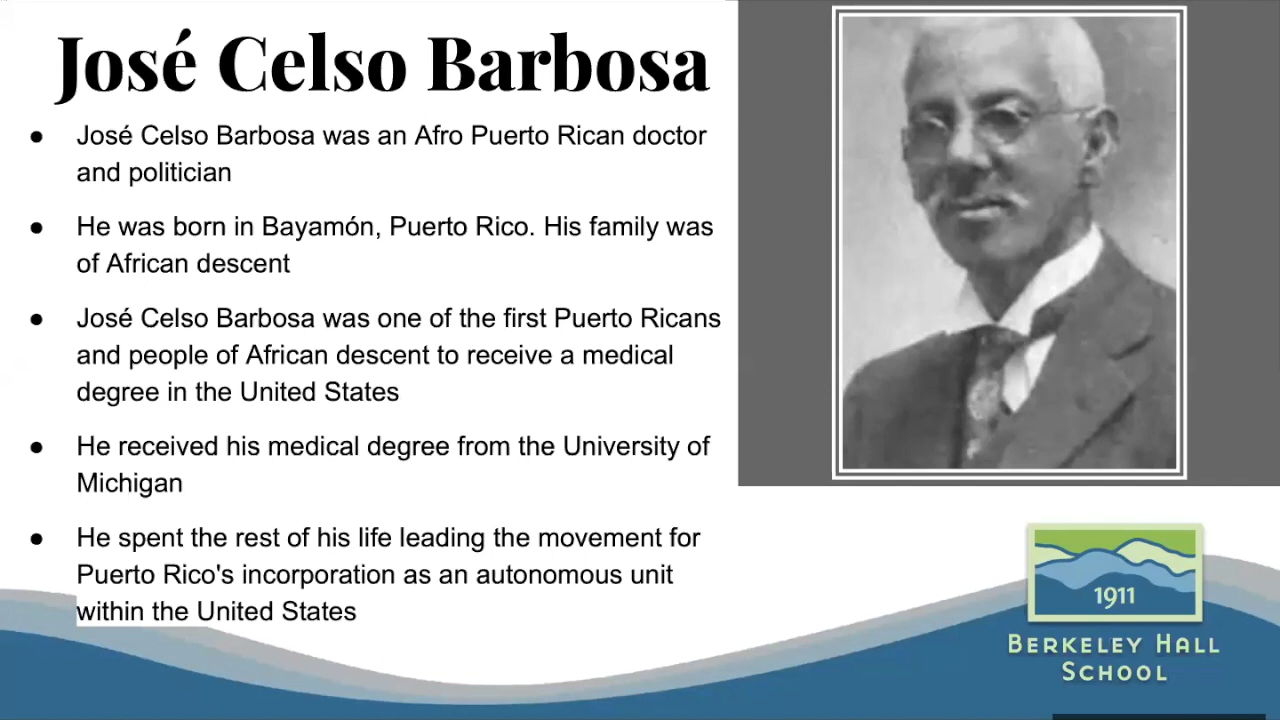 José Celso Barbosa
● José Celso Barbosa was an Afro Puerto Rican doctor
and politician
● He was born in Bayamón, Puerto Rico. His family was
of African descent
● José Celso Barbosa was one of the first Puerto Ricans
and people of African descent to receive a medical
degree in the United States
● He received his medical degree from the University of
Michigan
● He spent the rest of his life leading the movement for
Puerto Rico's incorporation as an autonomous unit
within the United States
1911
BERKELEY HALL
SCHOOL